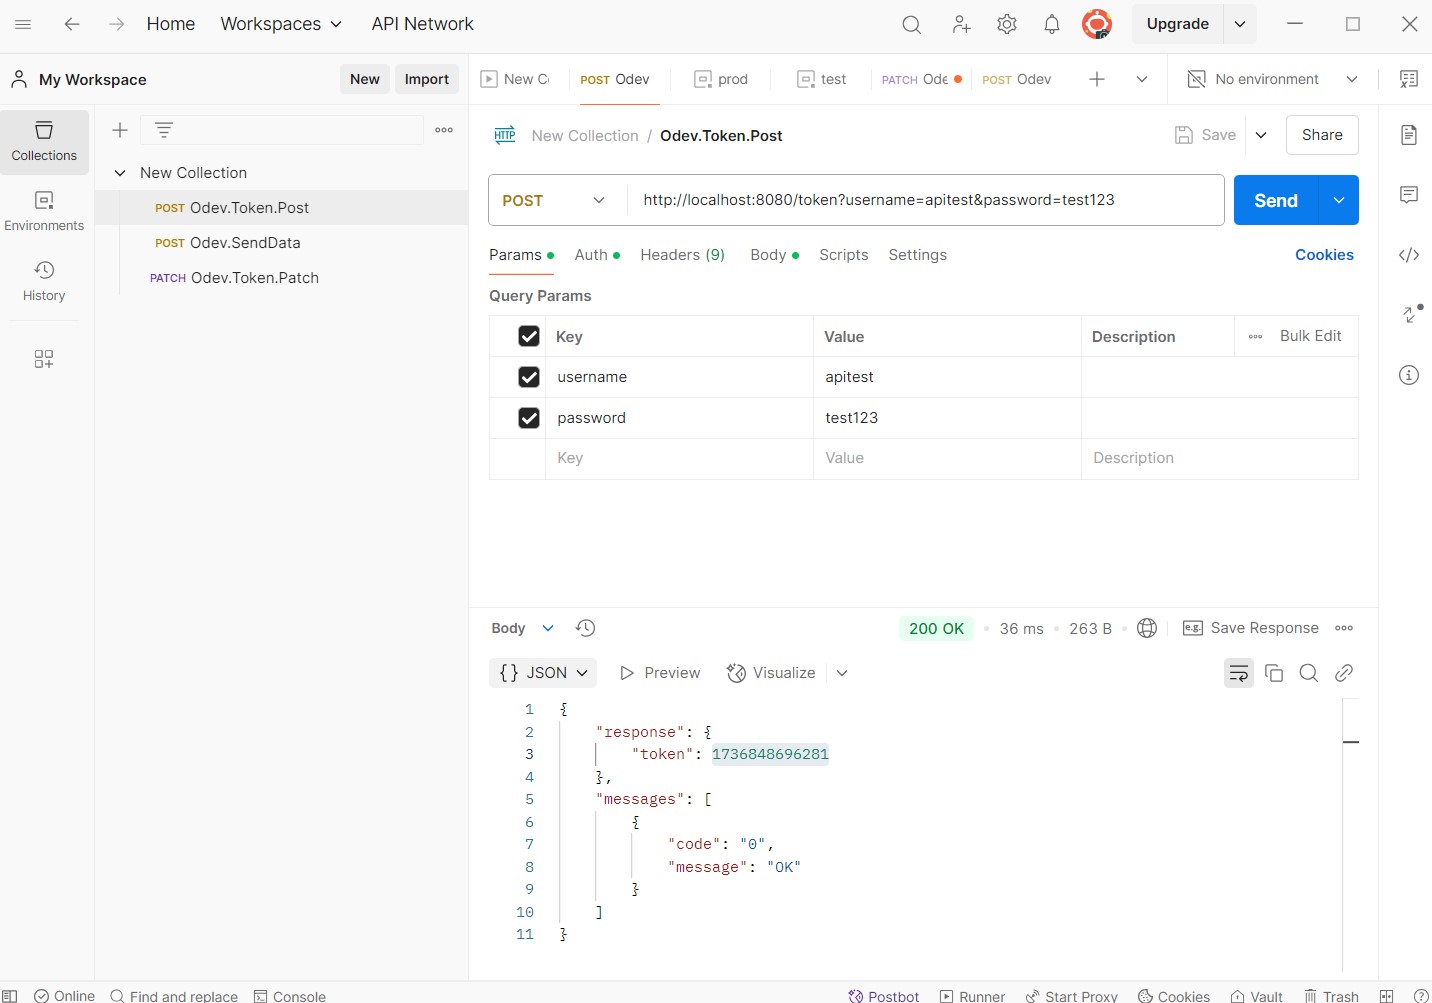 Home
Workspaces
API Network
Upgrade
My Workspace
New
Import
New Co
POST Odev
prod
test
PATCH Ode
POST Odev
No environment
Collections
Environments
History
New Collection
POST Odev.Token.Post
POST Odev.SendData
PATCH Odev.Token.Patch
HTTP
New Collection / Odev.Token.Post
Save
Share
POST
http://localhost:8080/token?username=apitest&password=test123
Send
Params
Auth
Headers (9)
Body
Scripts
Settings
Cookies
Query Params
Key Value Description Bulk Edit
username apitest
password test123
Key Value Description
Body
200 OK
36 ms
263 B
e.g. Save Response
{} JSON
Preview
Visualize
1 {
2 "response": {
3 "token": 1736848696281
4 },
5 "messages": [
6 {
7 "code": "0",
8 "message": "OK"
9 }
10 ]
11 }
Online
Find and replace
Console
Postbot
Runner
Start Proxy
Cookies
Vault
Trash